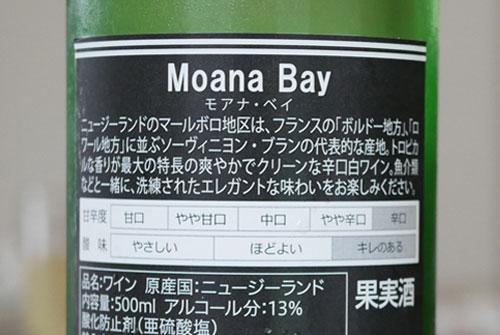 Moana Bay
モアナ・ベイ
ニュージーランドのマールボロ地区は、フランスの「ボルドー地方」、「ロ
ワール地方」に並ぶソーヴィニヨン・ブランの代表的な産地。トロピカ
ルな香りが最大の特長の爽やかでクリーンな辛口白ワイン。魚介類
などと一緒に、洗練されたエレガントな味わいをお楽しみください。
甘辛度 甘口 やや甘口 中口 やや辛口 辛口
酸味 やさしい ほどよい キレのある
品名:ワイン 原産国:ニュージーランド
内容量:500ml アルコール分:13%
酸化防止剤(亜硫酸塩)
果実酒